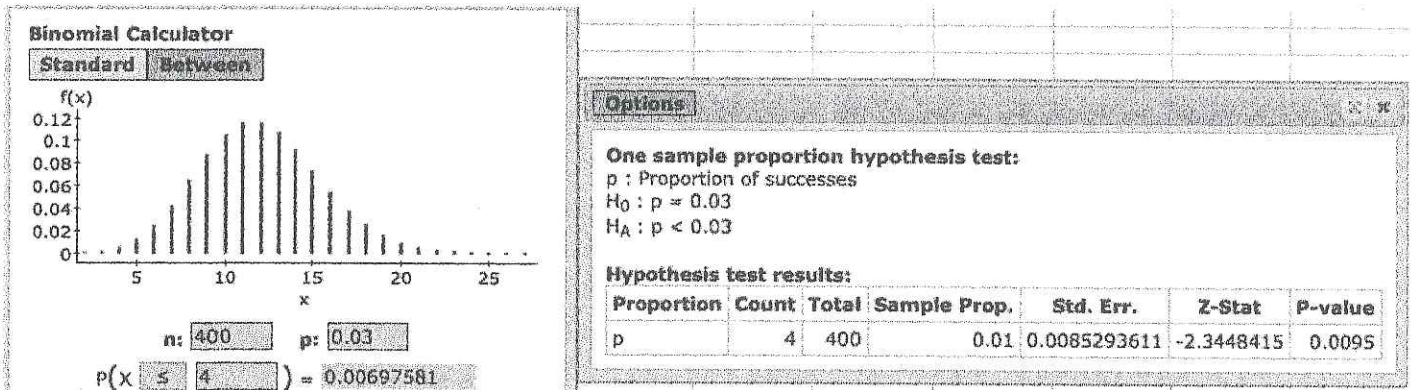 Binomial Calculator
Standard Between
f(x)
0.12
0.1
0.08
0.06
0.04
0.02
0
5 10 15 20 25
x
n: 400 p: 0.03
P(x ≤ 4) = 0.00697581
Options
One sample proportion hypothesis test:
p : Proportion of successes
H₀ : p = 0.03
H_A : p < 0.03
Hypothesis test results:
Proportion Count Total Sample Prop. Std. Err. Z-Stat P-value
p 4 400 0.01 0.0085293611 -2.3448415 0.0095